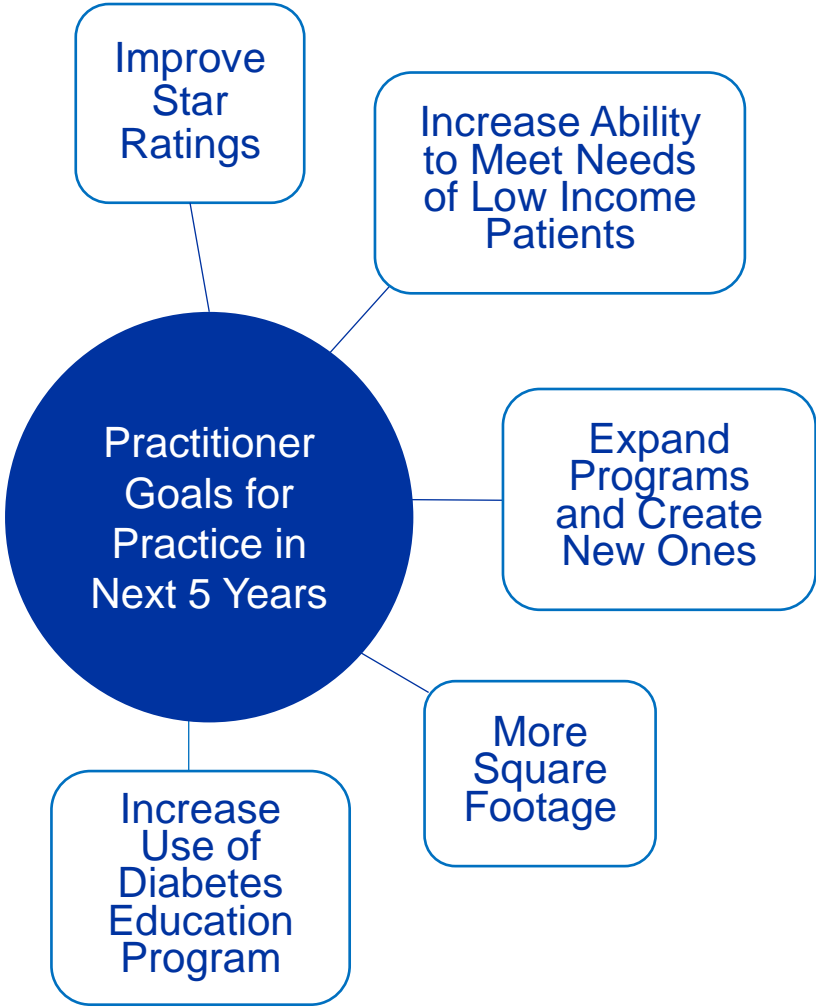 Improve
Star
Ratings
Increase Ability
to Meet Needs
of Low Income
Patients
Practitioner
Goals for
Practice in
Next 5 Years
Expand
Programs
and Create
New Ones
More
Square
Footage
Increase
Use of
Diabetes
Education
Program